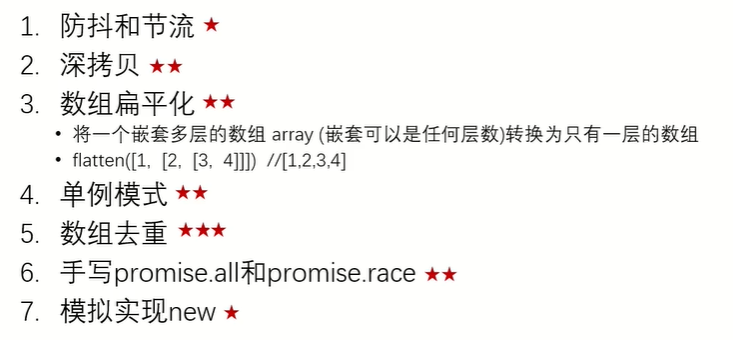 1. 防抖和节流 ★
2. 深拷贝 ★★
3. 数组扁平化 ★★
• 将一个嵌套多层的数组 array (嵌套可以是任何层数)转换为只有一层的数组
• flatten([1, [2, [3, 4]]]) //[1,2,3,4]
4. 单例模式 ★★
5. 数组去重 ★★★
6. 手写promise.all和promise.race ★★
7. 模拟实现new ★